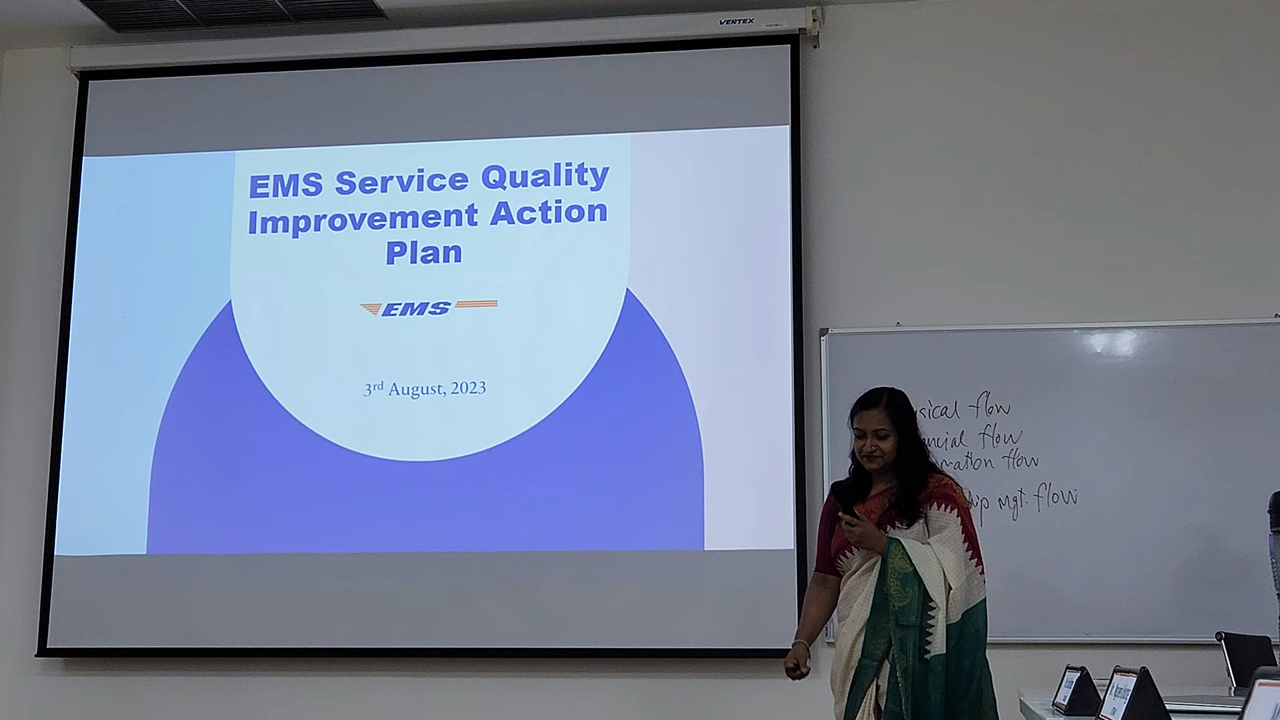 VERTEX
EMS Service Quality
Improvement Action
Plan
EMS
3rd August, 2023
sical flow
ncial flow
mation flow
mgt. flow